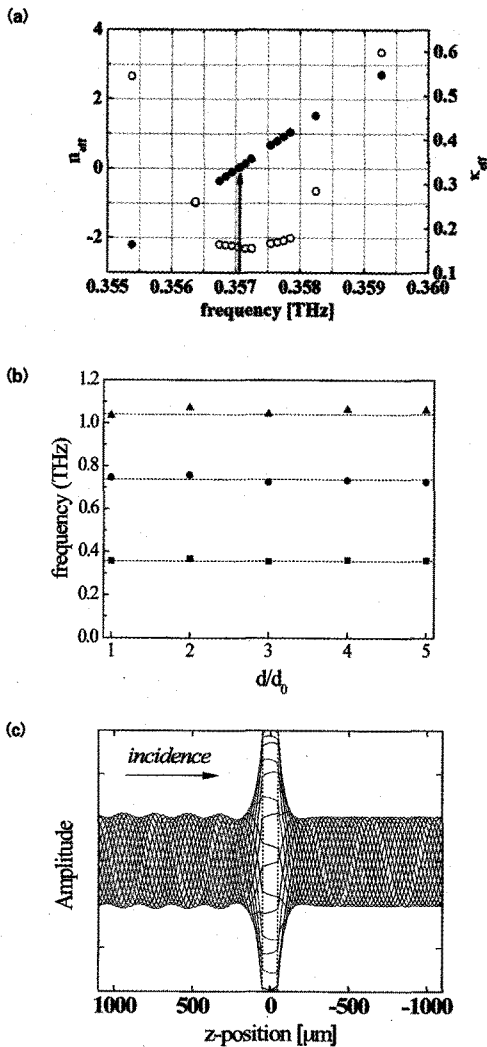 (a)
4
2
0
-2
n_eff
0.6
0.5
0.4
0.3
0.2
0.1
κ_eff
0.355 0.356 0.357 0.358 0.359 0.360
frequency [THz]
(b)
1.2
1.0
0.8
0.6
0.4
0.2
0.0
frequency (THz)
1 2 3 4 5
d/d_0
(c)
incidence
Amplitude
1000 500 0 -500 -1000
z-position [μm]